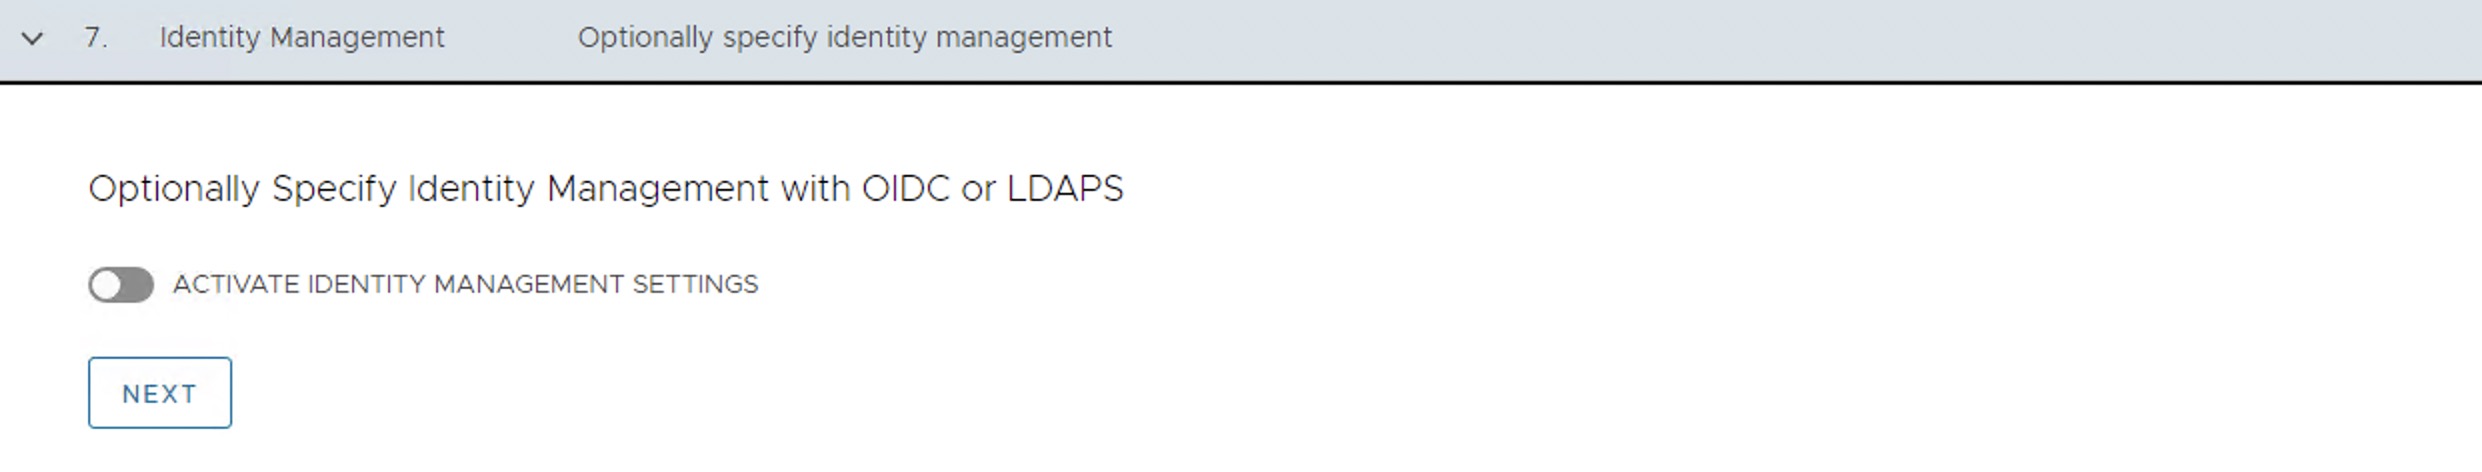 7. Identity Management Optionally specify identity management
Optionally Specify Identity Management with OIDC or LDAPS
ACTIVATE IDENTITY MANAGEMENT SETTINGS
NEXT